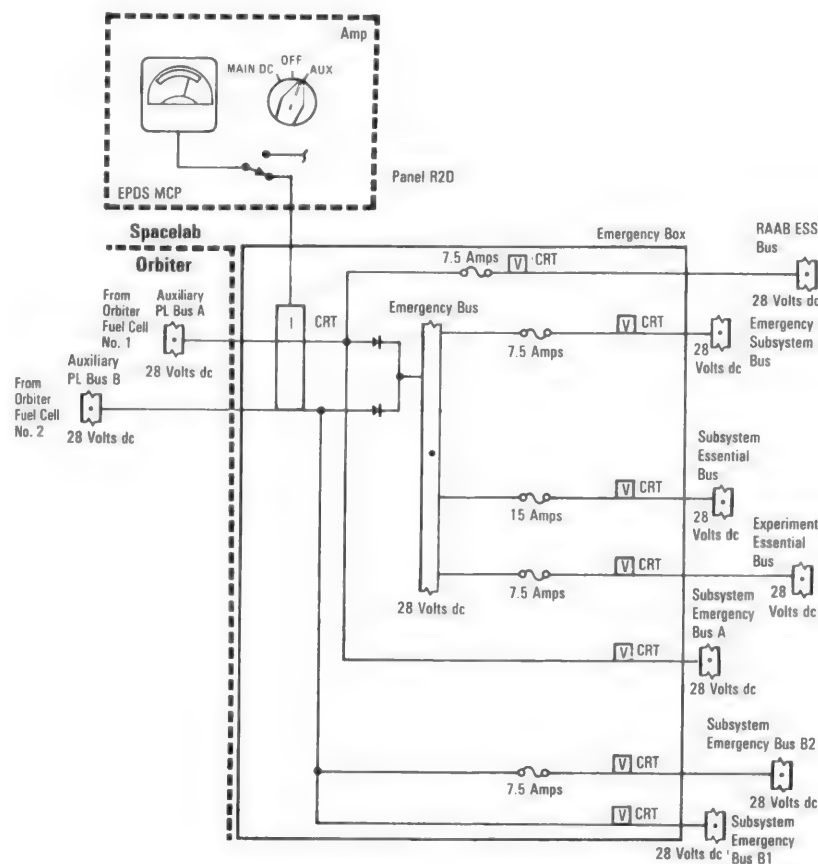 Amp
MAIN DC
OFF
AUX
EPDS MCP
Panel R2D
Spacelab
Orbiter
Emergency Box
7.5 Amps
V
CRT
RAAB ESS
Bus
28 Volts dc
From
Orbiter
Fuel Cell
No. 1
Auxiliary
PL Bus A
28 Volts dc
I
CRT
Emergency Bus
7.5 Amps
V
CRT
28
Volts dc
Emergency
Subsystem
Bus
From
Orbiter
Fuel Cell
No. 2
Auxiliary
PL Bus B
28 Volts dc
15 Amps
V
CRT
Subsystem
Essential
Bus
28
Volts dc
7.5 Amps
V
CRT
Experiment
Essential
Bus
28
Volts dc
28 Volts dc
V
CRT
Subsystem
Emergency
Bus A
28 Volts dc
7.5 Amps
V
CRT
Subsystem
Emergency Bus B2
28 Volts dc
V
CRT
Subsystem
Emergency
Bus B1
28 Volts dc